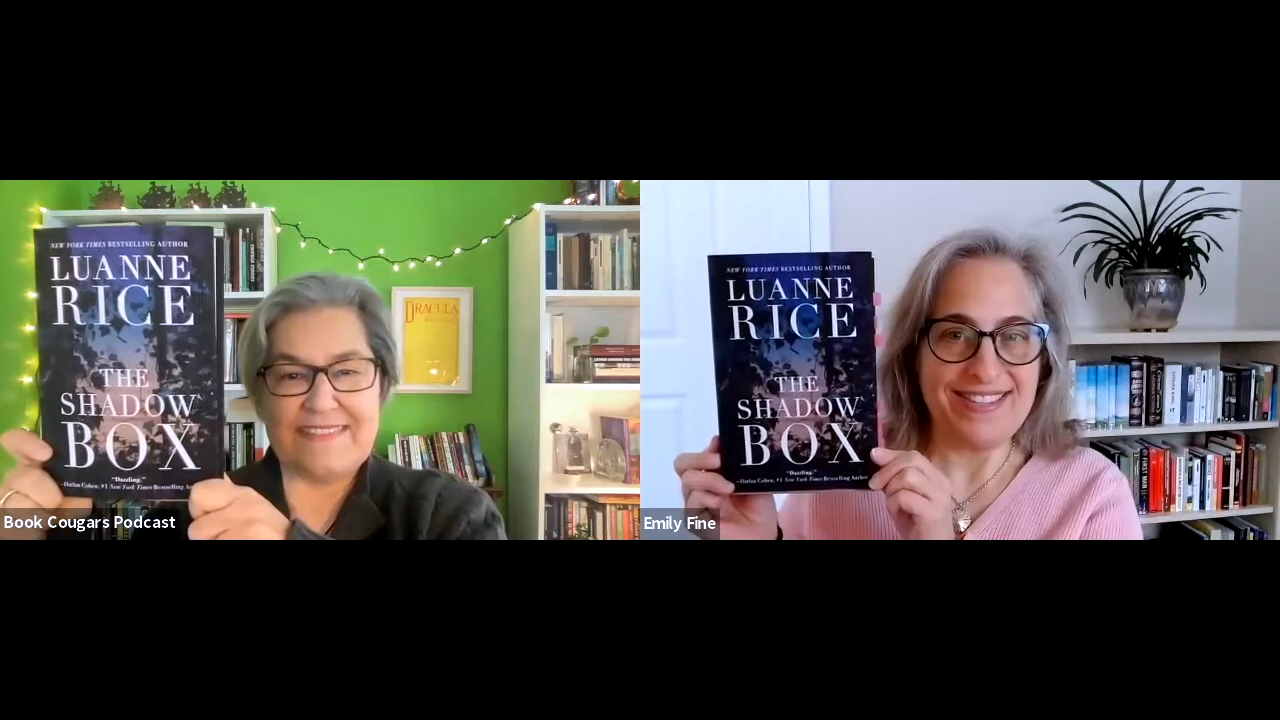 NEW YORK TIMES BESTSELLING AUTHOR
LUANNE
RICE
THE
SHADOW
BOX
"Dazzling."
—Harlan Coben, #1 New York Times Bestselling
Book Cougars Podcast
DRACULA
NEW YORK TIMES BESTSELLING AUTHOR
LUANNE
RICE
THE
SHADOW
BOX
"Dazzling."
—Harlan Coben, #1 New York Times Bestselling Author
Emily Fine
FIRST MAN